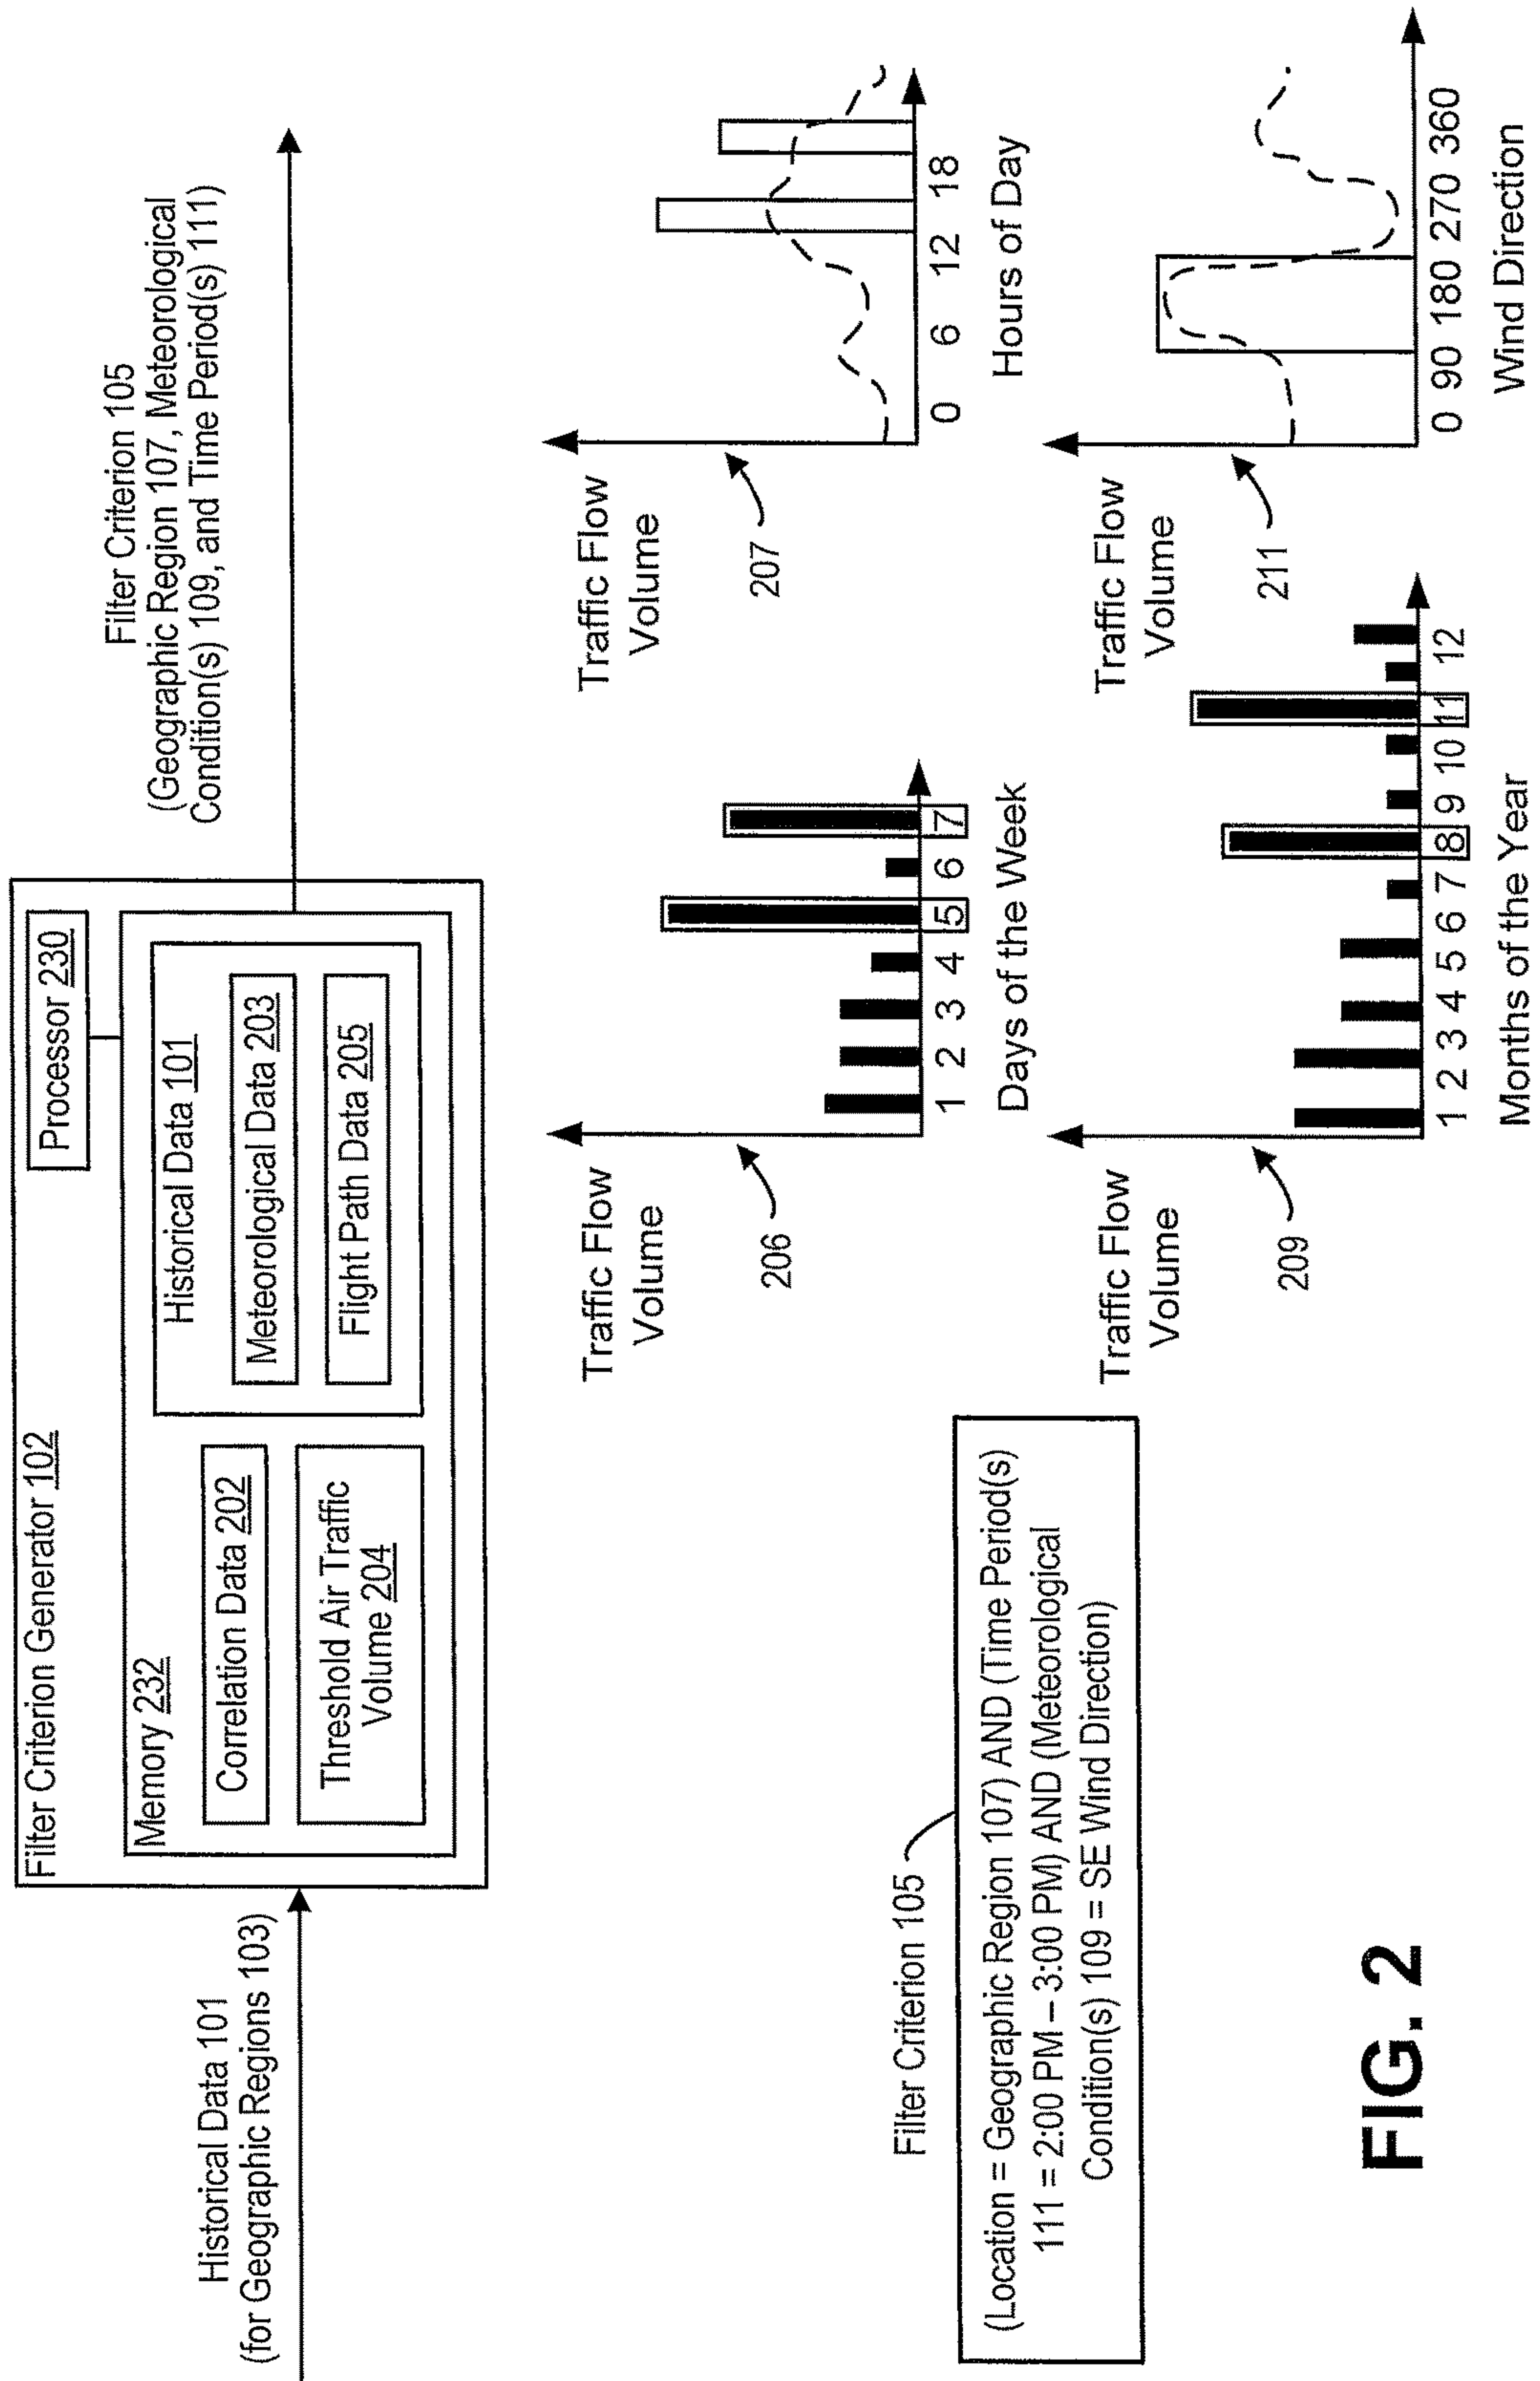 Filter Criterion Generator 102
Processor 230
Memory 232
Correlation Data 202
Threshold Air Traffic
Volume 204
Historical Data 101
Meteorological Data 203
Flight Path Data 205
Historical Data 101
(for Geographic Regions 103)
Filter Criterion 105
(Geographic Region 107, Meteorological
Condition(s) 109, and Time Period(s) 111)
Filter Criterion 105
(Location = Geographic Region 107) AND (Time Period(s)
111 = 2:00 PM – 3:00 PM) AND (Meteorological
Condition(s) 109 = SE Wind Direction)
Traffic Flow
Volume
206
1 2 3 4 5 6 7
Days of the Week
Traffic Flow
Volume
207
0 6 12 18
Hours of Day
Traffic Flow
Volume
209
1 2 3 4 5 6 7 8 9 10 11 12
Months of the Year
Traffic Flow
Volume
211
0 90 180 270 360
Wind Direction
FIG. 2